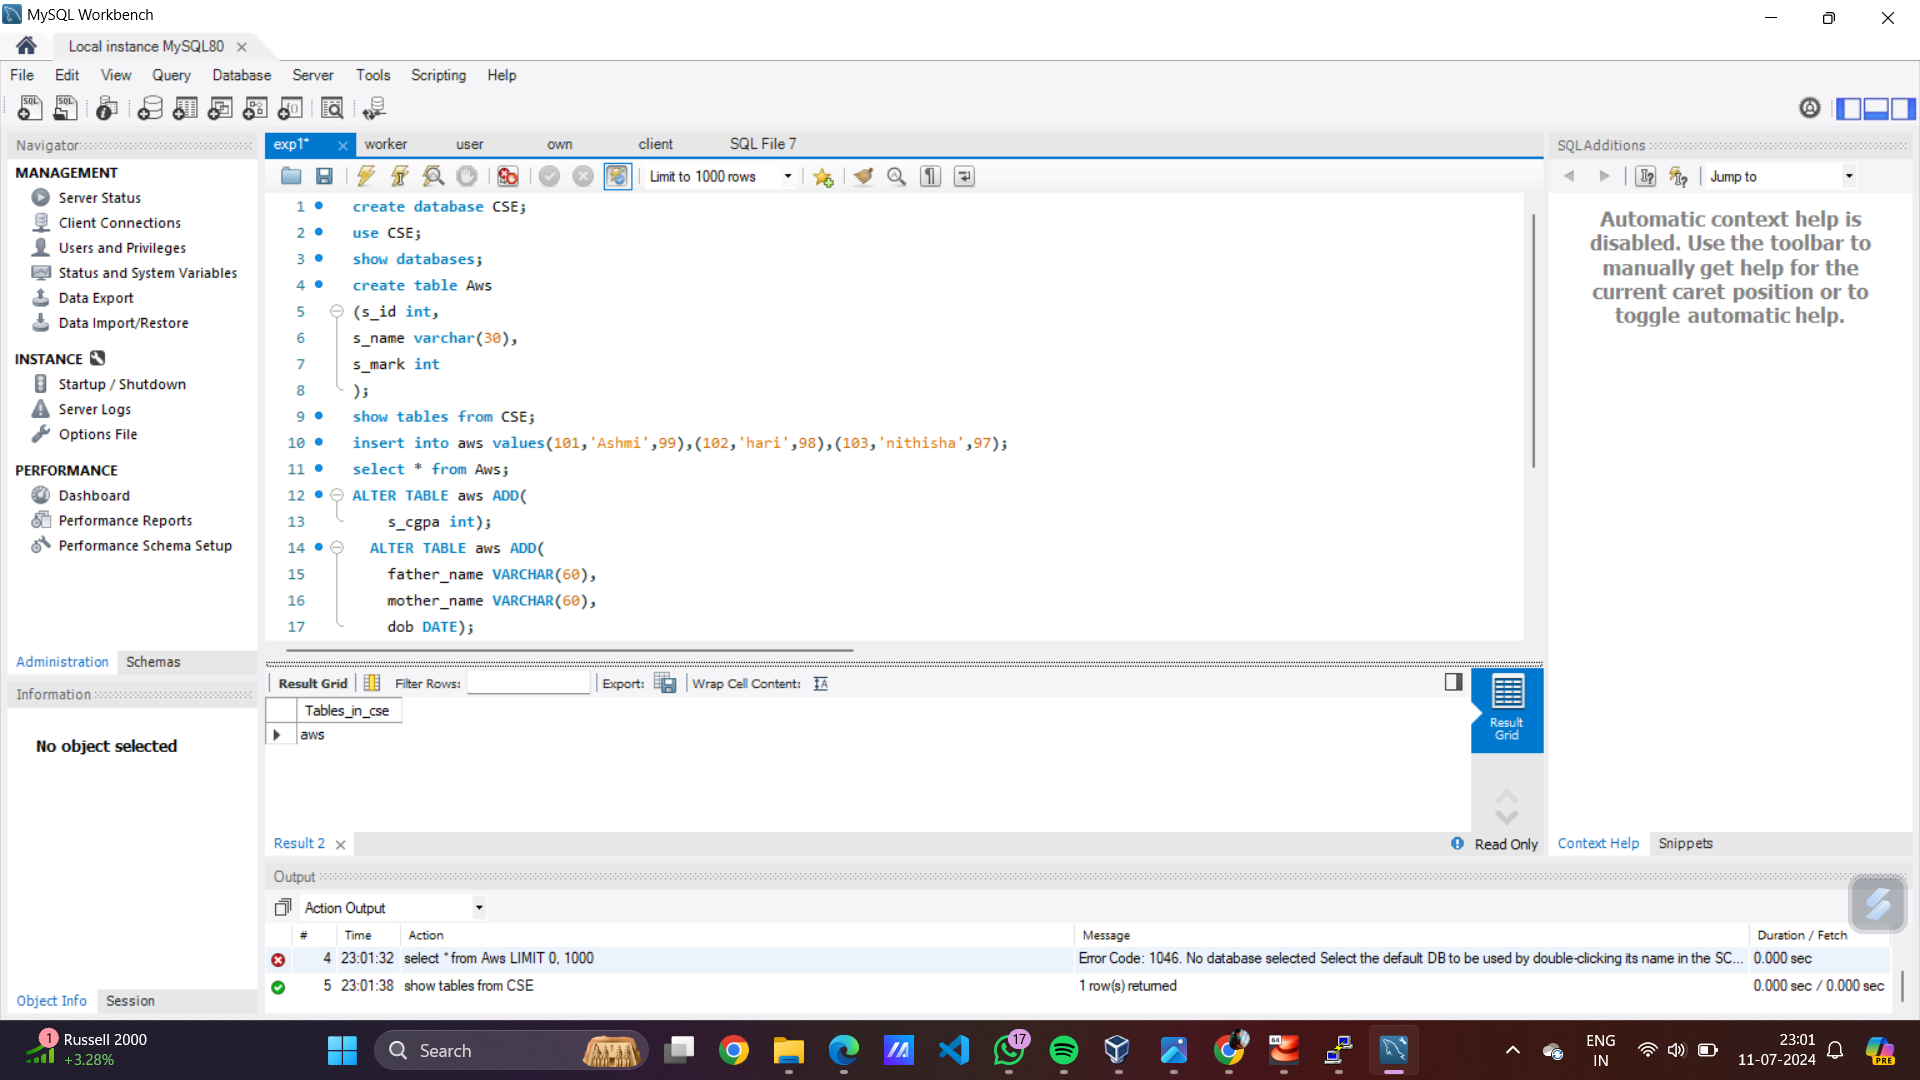 MySQL Workbench
Local instance MySQL80
File Edit View Query Database Server Tools Scripting Help
Navigator
MANAGEMENT
Server Status
Client Connections
Users and Privileges
Status and System Variables
Data Export
Data Import/Restore
INSTANCE
Startup / Shutdown
Server Logs
Options File
PERFORMANCE
Dashboard
Performance Reports
Performance Schema Setup
Administration Schemas
Information
No object selected
Object Info Session
exp1* worker user own client SQL File 7
Limit to 1000 rows
1 create database CSE;
2 use CSE;
3 show databases;
4 create table Aws
5 (s_id int,
6 s_name varchar(30),
7 s_mark int
8 );
9 show tables from CSE;
10 insert into aws values(101,'Ashmi',99),(102,'hari',98),(103,'nithisha',97);
11 select * from Aws;
12 ALTER TABLE aws ADD(
13 s_cgpa int);
14 ALTER TABLE aws ADD(
15 father_name VARCHAR(60),
16 mother_name VARCHAR(60),
17 dob DATE);
Result Grid Filter Rows: Export: Wrap Cell Content:
Tables_in_cse
aws
Result
Grid
Result 2
Read Only
SQLAdditions
Jump to
Automatic context help is
disabled. Use the toolbar to
manually get help for the
current caret position or to
toggle automatic help.
Context Help Snippets
Output
Action Output
# Time Action Message Duration / Fetch
4 23:01:32 select * from Aws LIMIT 0, 1000 Error Code: 1046. No database selected Select the default DB to be used by double-clicking its name in the SC... 0.000 sec
5 23:01:38 show tables from CSE 1 row(s) returned 0.000 sec / 0.000 sec
1 Russell 2000
+3.28%
Search
17
64
ENG
IN
23:01
11-07-2024
PRE